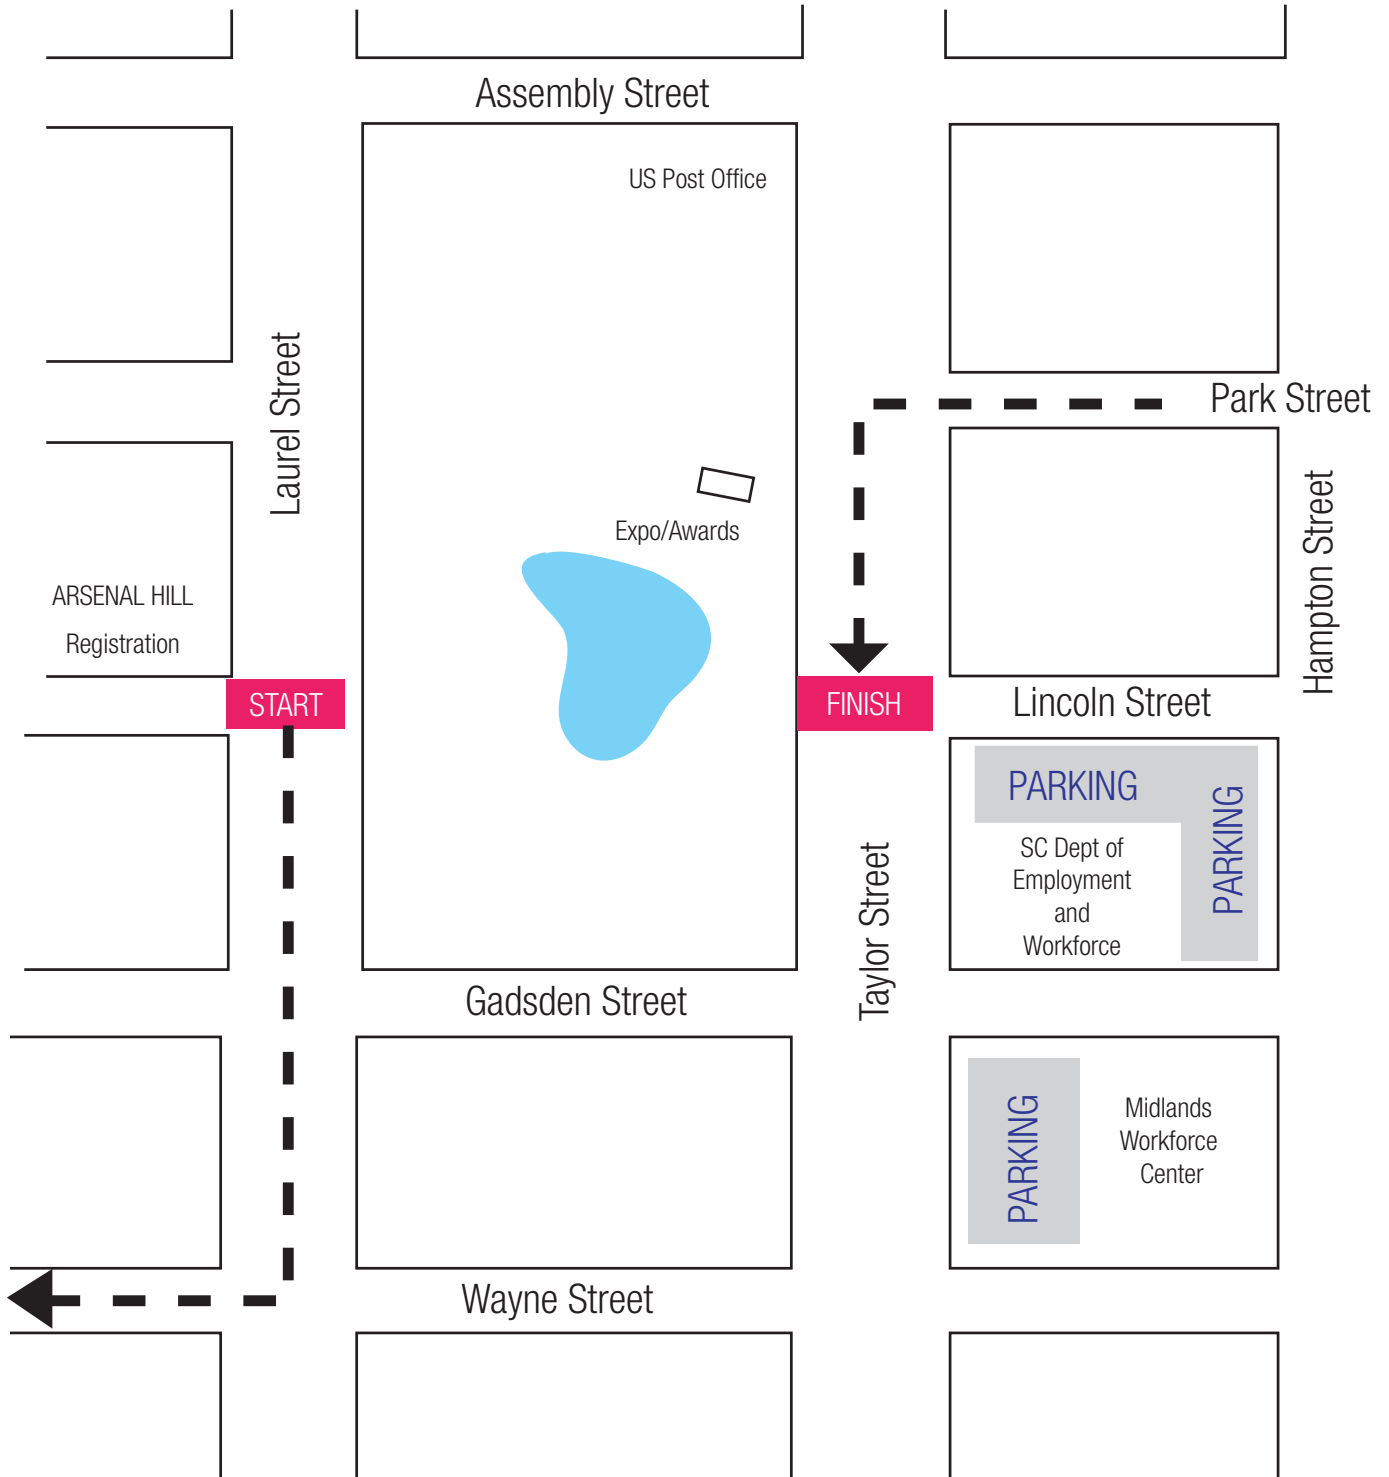 Assembly Street
US Post Office
Laurel Street
Park Street
Hampton Street
Expo/Awards
ARSENAL HILL
Registration
START
FINISH
Lincoln Street
PARKING
PARKING
SC Dept of
Employment
and
Workforce
Taylor Street
Gadsden Street
PARKING
Midlands
Workforce
Center
Wayne Street